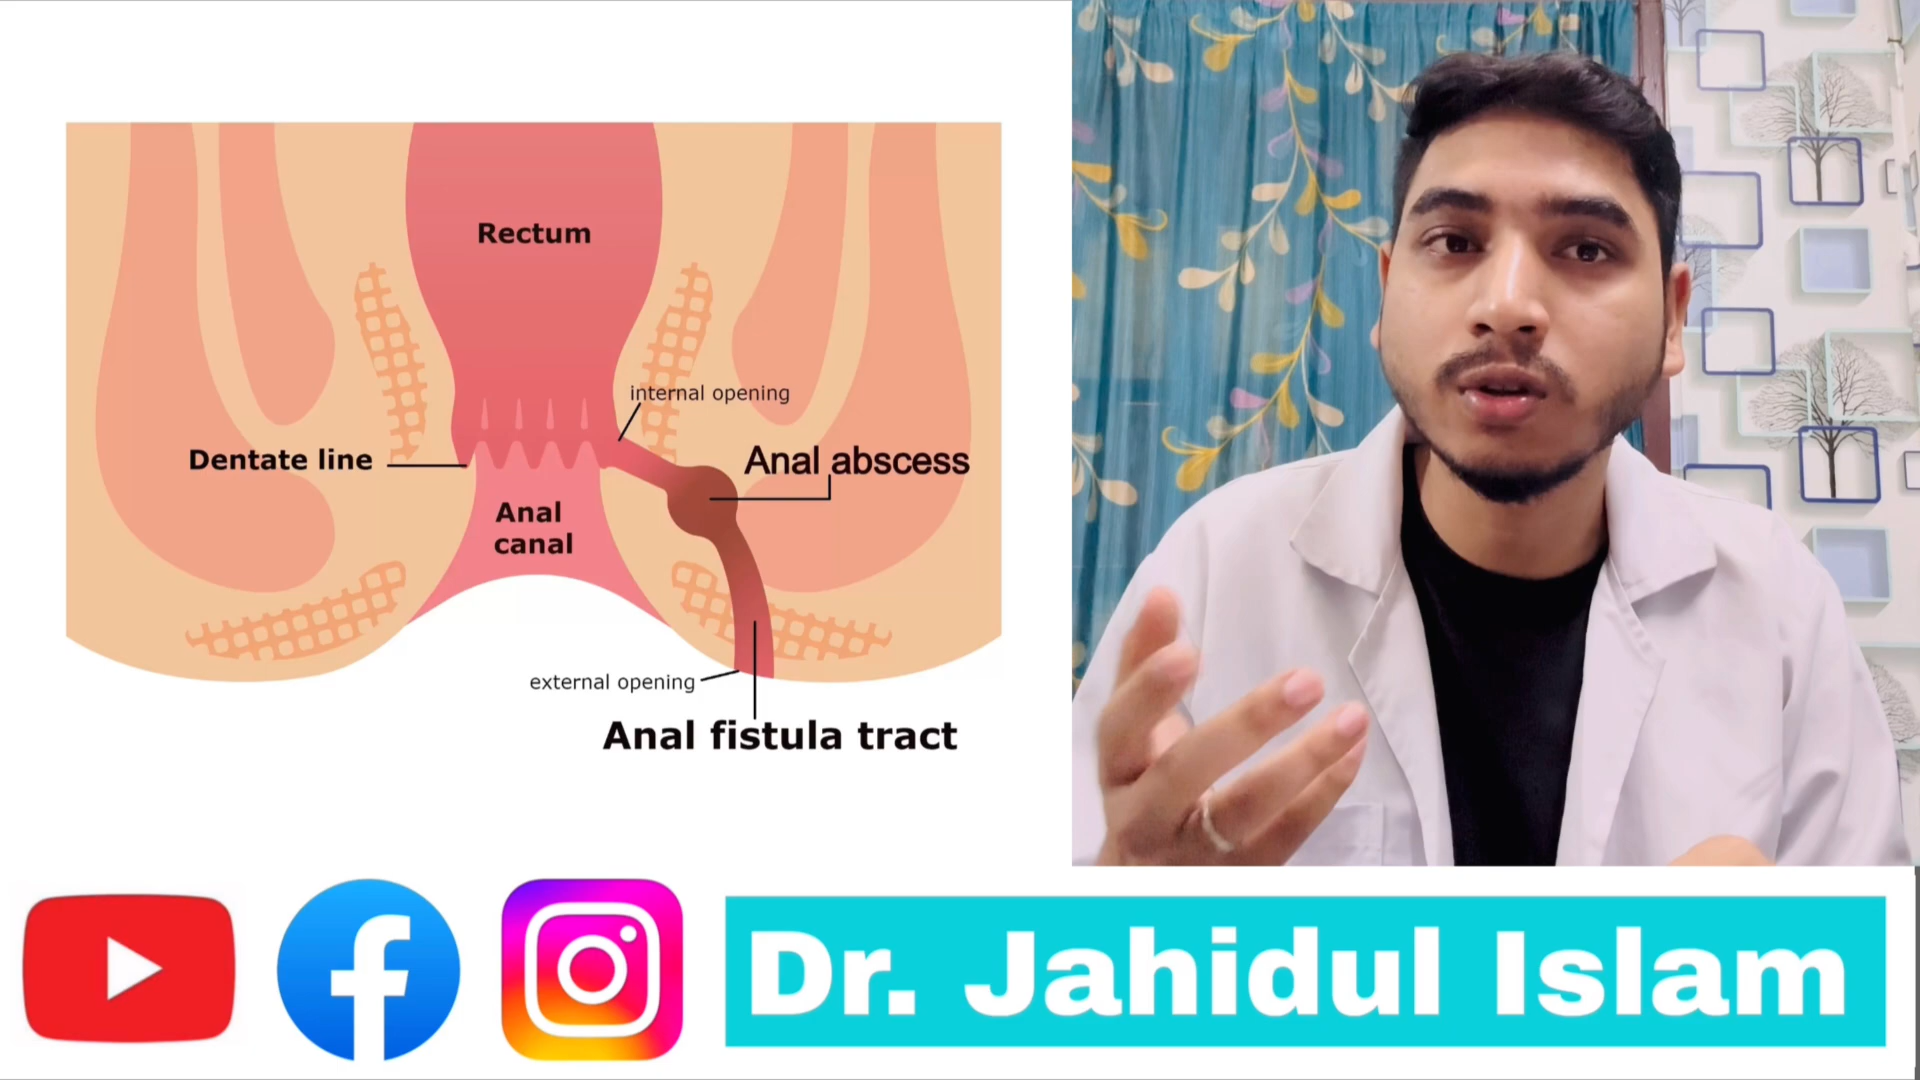 Rectum
internal opening
Anal abscess
Dentate line
Anal
canal
external opening
Anal fistula tract
Dr. Jahidul Islam